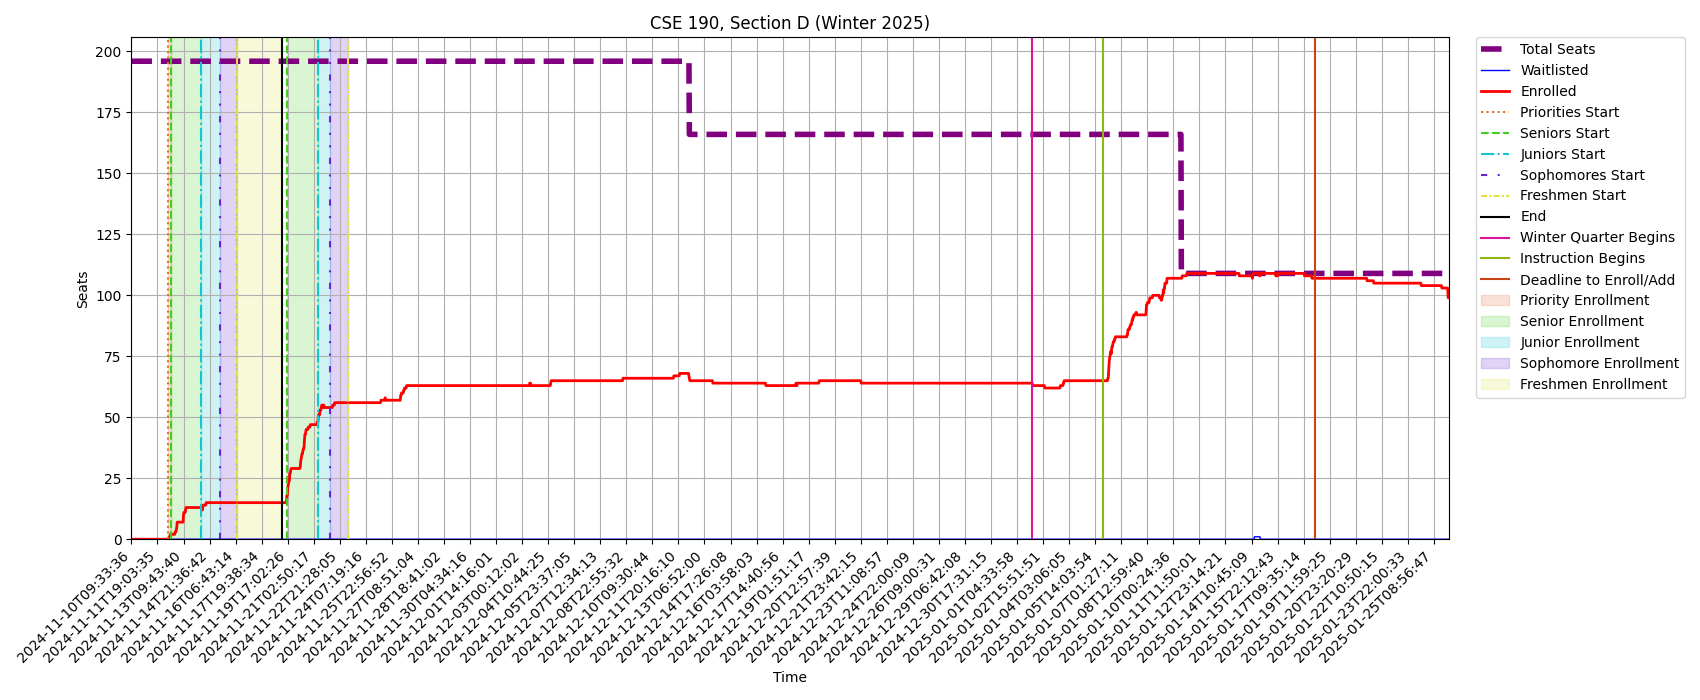 CSE 190, Section D (Winter 2025)
Seats
200
175
150
125
100
75
50
25
0
2024-11-10T09:33:36
2024-11-11T19:03:35
2024-11-13T09:43:40
2024-11-14T21:36:42
2024-11-16T06:43:14
2024-11-17T19:38:34
2024-11-19T17:02:26
2024-11-21T02:50:17
2024-11-22T21:28:05
2024-11-24T07:19:16
2024-11-25T22:56:52
2024-11-27T08:51:04
2024-11-28T18:41:02
2024-11-30T04:34:16
2024-12-01T14:16:01
2024-12-03T00:12:02
2024-12-04T10:44:25
2024-12-05T23:37:05
2024-12-07T12:34:13
2024-12-08T22:55:32
2024-12-10T09:30:44
2024-12-11T20:16:10
2024-12-13T06:52:00
2024-12-14T17:26:08
2024-12-16T03:58:03
2024-12-17T14:40:56
2024-12-19T01:51:17
2024-12-20T12:57:39
2024-12-21T23:42:15
2024-12-23T11:08:57
2024-12-24T22:00:09
2024-12-26T09:00:31
2024-12-29T06:42:08
2024-12-30T17:31:15
2025-01-01T04:33:58
2025-01-02T15:51:51
2025-01-04T03:06:05
2025-01-05T14:03:54
2025-01-07T01:27:11
2025-01-08T12:59:40
2025-01-10T00:24:36
2025-01-11T11:50:01
2025-01-12T23:14:21
2025-01-14T10:45:09
2025-01-15T22:12:43
2025-01-17T09:35:14
2025-01-19T11:59:25
2025-01-20T23:20:29
2025-01-22T10:50:15
2025-01-23T22:00:33
2025-01-25T08:56:47
Time
Total Seats
Waitlisted
Enrolled
Priorities Start
Seniors Start
Juniors Start
Sophomores Start
Freshmen Start
End
Winter Quarter Begins
Instruction Begins
Deadline to Enroll/Add
Priority Enrollment
Senior Enrollment
Junior Enrollment
Sophomore Enrollment
Freshmen Enrollment